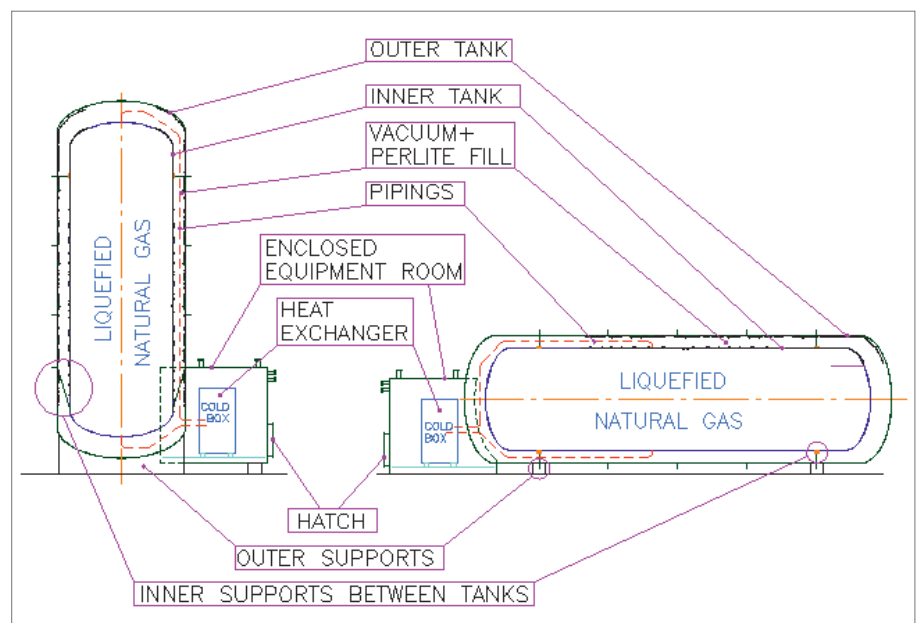 OUTER TANK
INNER TANK
VACUUM+
PERLITE FILL
PIPINGS
ENCLOSED
EQUIPMENT ROOM
HEAT
EXCHANGER
LIQUEFIED
NATURAL GAS
COLD
BOX
LIQUEFIED
NATURAL GAS
COLD
BOX
HATCH
OUTER SUPPORTS
INNER SUPPORTS BETWEEN TANKS